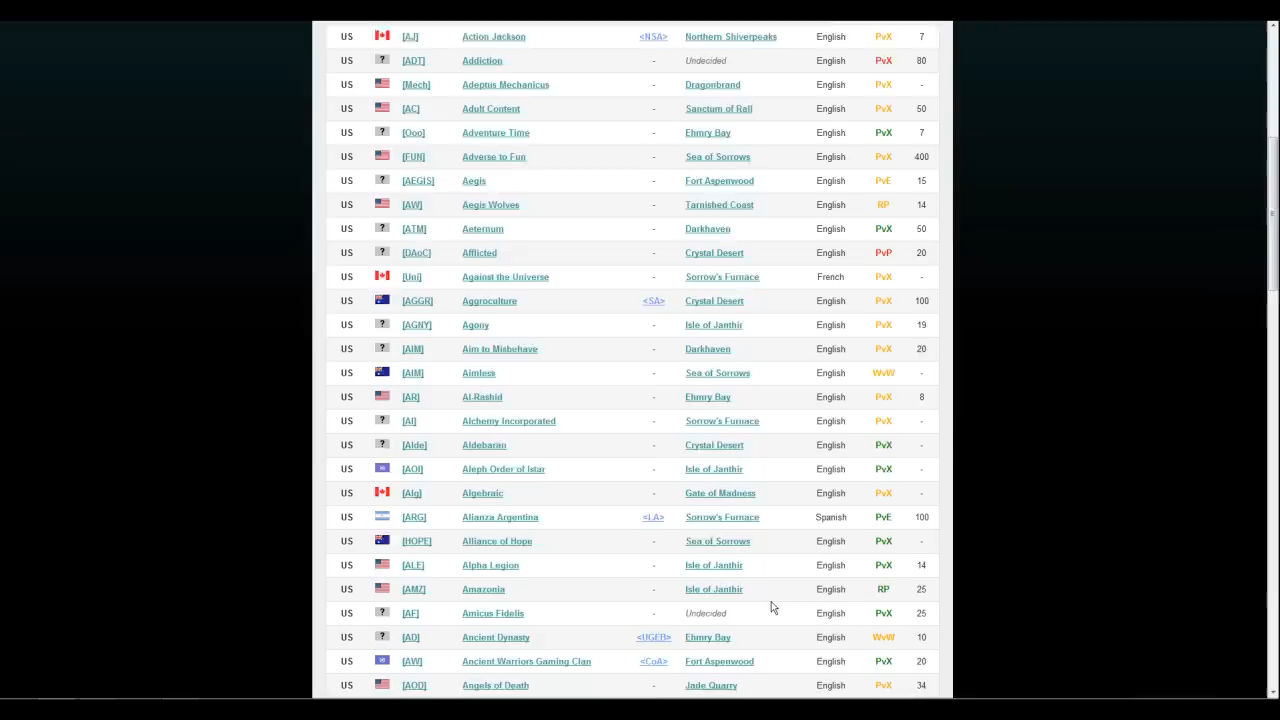 US [AJ] Action Jackson <NSA> Northern Shiverpeaks English PvX 7
US ? [ADT] Addiction - Undecided English PvX 80
US [Mech] Adeptus Mechanicus - Dragonbrand English PvX -
US [AC] Adult Content - Sanctum of Rall English PvX 50
US ? [Ooo] Adventure Time - Ehmry Bay English PvX 7
US [FUN] Adverse to Fun - Sea of Sorrows English PvX 400
US ? [AEGIS] Aegis - Fort Aspenwood English PvE 15
US [AW] Aegis Wolves - Tarnished Coast English RP 14
US ? [ATM] Aeternum - Darkhaven English PvX 50
US ? [DAoC] Afflicted - Crystal Desert English PvP 20
US [Uni] Against the Universe - Sorrow's Furnace French PvX -
US [AGGR] Aggroculture <SA> Crystal Desert English PvX 100
US ? [AGNY] Agony - Isle of Janthir English PvX 19
US ? [AIM] Aim to Misbehave - Darkhaven English PvX 20
US [AIM] Aimless - Sea of Sorrows English WvW -
US [AR] Al-Rashid - Ehmry Bay English PvX 8
US ? [AI] Alchemy Incorporated - Sorrow's Furnace English PvX -
US ? [Alde] Aldebaran - Crystal Desert English PvX -
US [AOI] Aleph Order of Istar - Isle of Janthir English PvX -
US [Alg] Algebraic - Gate of Madness English PvX -
US [ARG] Alianza Argentina <LA> Sorrow's Furnace Spanish PvE 100
US [HOPE] Alliance of Hope - Sea of Sorrows English PvX -
US [ALE] Alpha Legion - Isle of Janthir English PvX 14
US [AMZ] Amazonia - Isle of Janthir English RP 25
US ? [AF] Amicus Fidelis - Undecided English PvX 25
US ? [AD] Ancient Dynasty <UGEB> Ehmry Bay English WvW 10
US [AW] Ancient Warriors Gaming Clan <CoA> Fort Aspenwood English PvX 20
US [AOD] Angels of Death - Jade Quarry English PvX 34